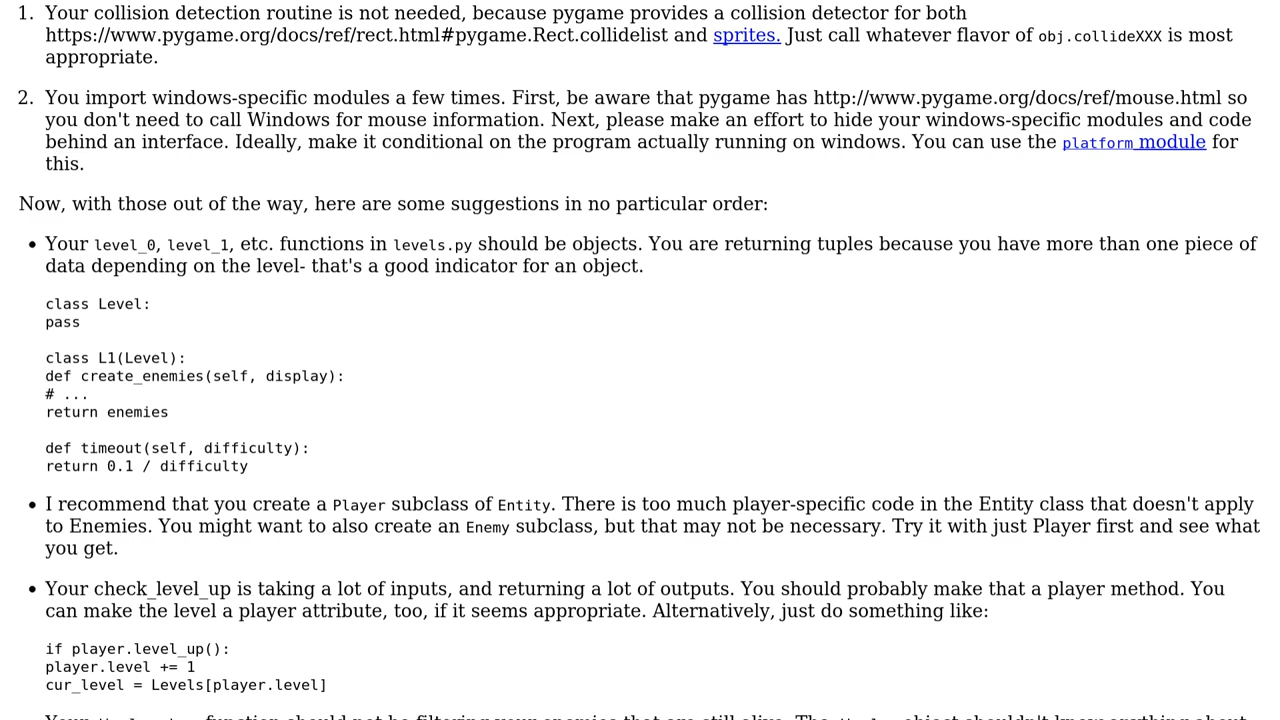 1. Your collision detection routine is not needed, because pygame provides a collision detector for both
https://www.pygame.org/docs/ref/rect.html#pygame.Rect.collidelist and sprites. Just call whatever flavor of obj.collideXXX is most
appropriate.
2. You import windows-specific modules a few times. First, be aware that pygame has http://www.pygame.org/docs/ref/mouse.html so
you don't need to call Windows for mouse information. Next, please make an effort to hide your windows-specific modules and code
behind an interface. Ideally, make it conditional on the program actually running on windows. You can use the platform module for
this.
Now, with those out of the way, here are some suggestions in no particular order:
• Your level_0, level_1, etc. functions in levels.py should be objects. You are returning tuples because you have more than one piece of
data depending on the level- that's a good indicator for an object.
class Level:
pass
class L1(Level):
def create_enemies(self, display):
# ...
return enemies
def timeout(self, difficulty):
return 0.1 / difficulty
• I recommend that you create a Player subclass of Entity. There is too much player-specific code in the Entity class that doesn't apply
to Enemies. You might want to also create an Enemy subclass, but that may not be necessary. Try it with just Player first and see what
you get.
• Your check_level_up is taking a lot of inputs, and returning a lot of outputs. You should probably make that a player method. You
can make the level a player attribute, too, if it seems appropriate. Alternatively, just do something like:
if player.level_up():
player.level += 1
cur_level = Levels[player.level]